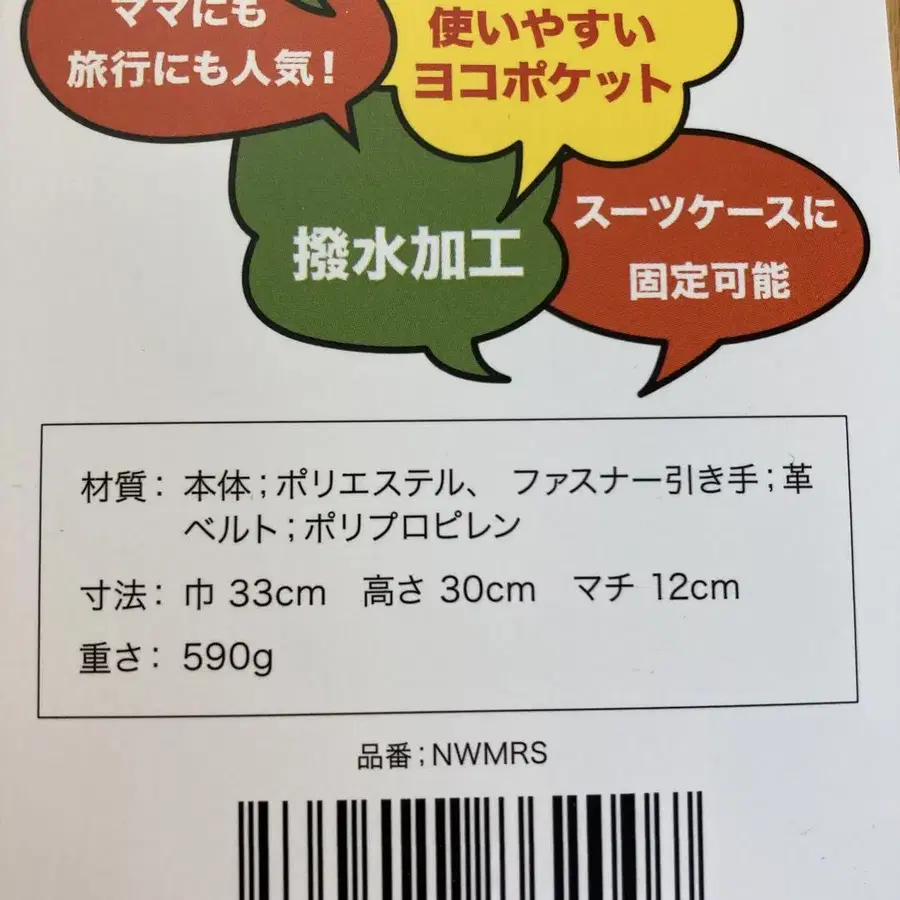 ママにも
旅行にも人気！
使いやすい
ヨコポケット
撥水加工
スーツケースに
固定可能
材質： 本体；ポリエステル、 ファスナー引き手；革
ベルト；ポリプロピレン
寸法： 巾 33cm 高さ 30cm マチ 12cm
重さ： 590g
品番；NWMRS